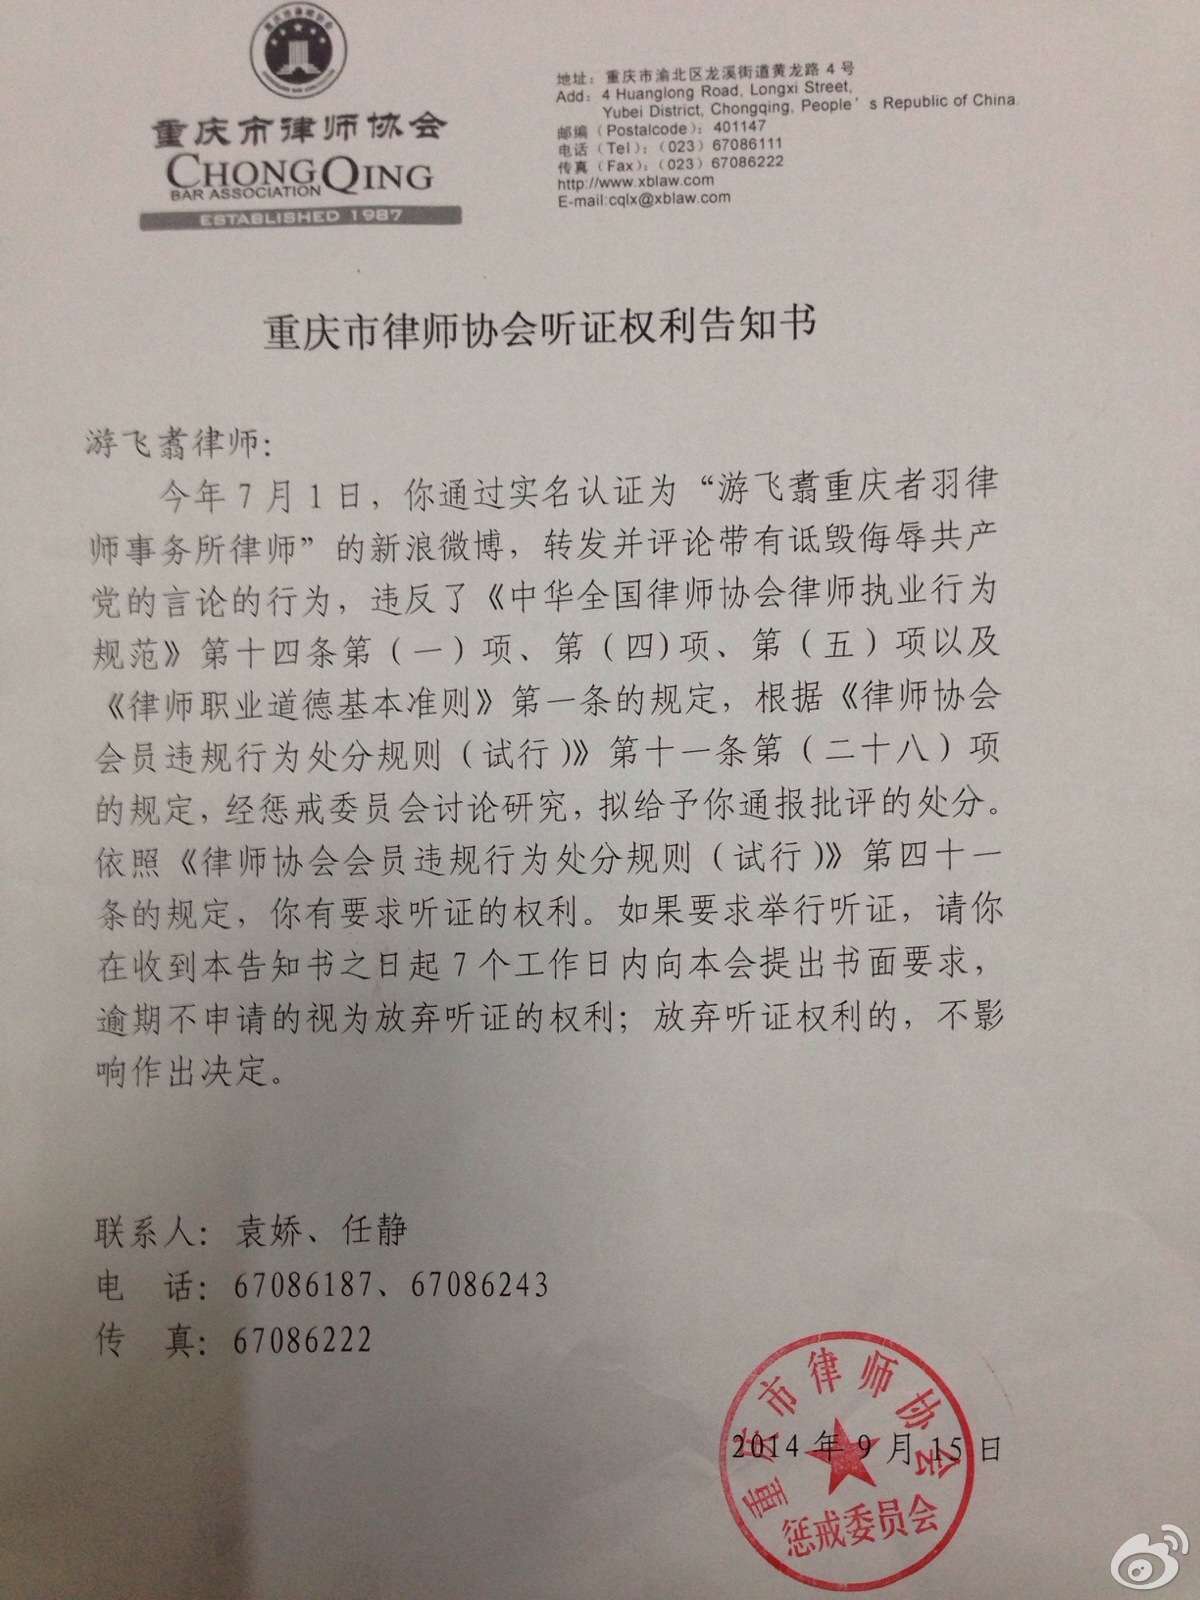 重庆市律师协会
CHONGQING
BAR ASSOCIATION
ESTABLISHED 1987
地址：重庆市渝北区龙溪街道黄龙路 4 号
Add: 4 Huanglong Road, Longxi Street,
Yubei District, Chongqing, People's Republic of China.
邮编（Postalcode）：401147
电话（Tel）：（023）67086111
传真（Fax）：（023）67086222
http://www.xblaw.com
E-mail:cqlx@xblaw.com
重庆市律师协会听证权利告知书
游飞翥律师：
今年 7 月 1 日，你通过实名认证为“游飞翥重庆者羽律
师事务所律师”的新浪微博，转发并评论带有诋毁侮辱共产
党的言论的行为，违反了《中华全国律师协会律师执业行为
规范》第十四条第（一）项、第（四)项、第（五）项以及
《律师职业道德基本准则》第一条的规定，根据《律师协会
会员违规行为处分规则（试行）》第十一条第（二十八）项
的规定，经惩戒委员会讨论研究，拟给予你通报批评的处分。
依照《律师协会会员违规行为处分规则（试行）》第四十一
条的规定，你有要求听证的权利。如果要求举行听证，请你
在收到本告知书之日起 7 个工作日内向本会提出书面要求，
逾期不申请的视为放弃听证的权利；放弃听证权利的，不影
响作出决定。
联系人：袁娇、任静
电　话：67086187、67086243
传　真：67086222
2014 年 9 月 15 日
重庆市律师协会
惩戒委员会